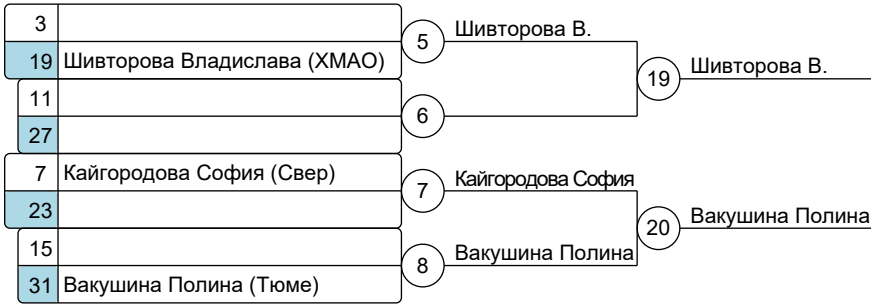 3
19 Шивторова Владислава (ХМАО)
11
27
7 Кайгородова София (Свер)
23
15
31 Вакушина Полина (Тюме)
5
6
7
8
Шивторова В.
Кайгородова София
Вакушина Полина
19
20
Шивторова В.
Вакушина Полина